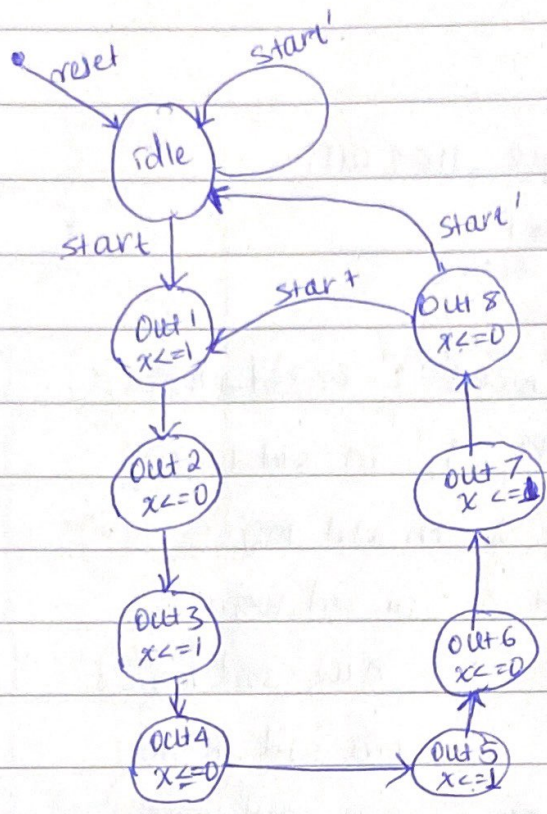 reset
start'
idle
start
start'
start
out 1
x<=1
out 8
x<=0
out 2
x<=0
out 7
x<=1
out 3
x<=1
out 6
x<=0
out 4
x<=0
out 5
x<=1